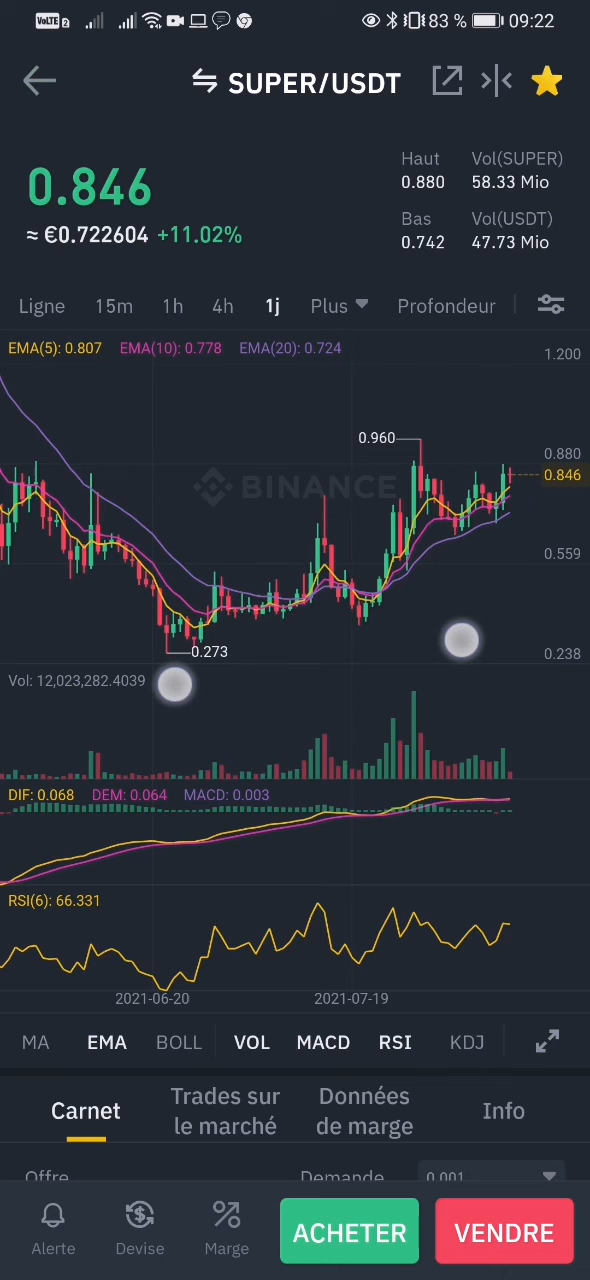 VoLTE 2 83 % 09:22
SUPER/USDT
0.846
≈ €0.722604 +11.02%
Haut Vol(SUPER)
0.880 58.33 Mio
Bas Vol(USDT)
0.742 47.73 Mio
Ligne 15m 1h 4h 1j Plus Profondeur
EMA(5): 0.807 EMA(10): 0.778 EMA(20): 0.724
1.200
0.960
0.880
0.846
BINANCE
0.559
0.273
0.238
Vol: 12,023,282.4039
DIF: 0.068 DEM: 0.064 MACD: 0.003
RSI(6): 66.331
2021-06-20 2021-07-19
MA EMA BOLL VOL MACD RSI KDJ
Carnet
Trades sur
le marché
Données
de marge
Info
Offre Demande 0.001
Alerte Devise Marge
ACHETER VENDRE